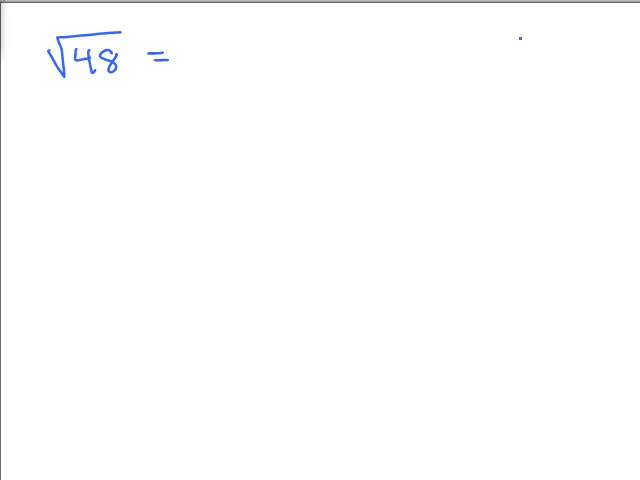 √48 =